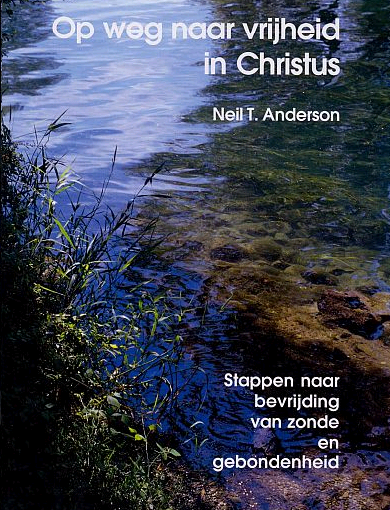 Op weg naar vrijheid
in Christus
Neil T. Anderson
Stappen naar
bevrijding
van zonde
en
gebondenheid